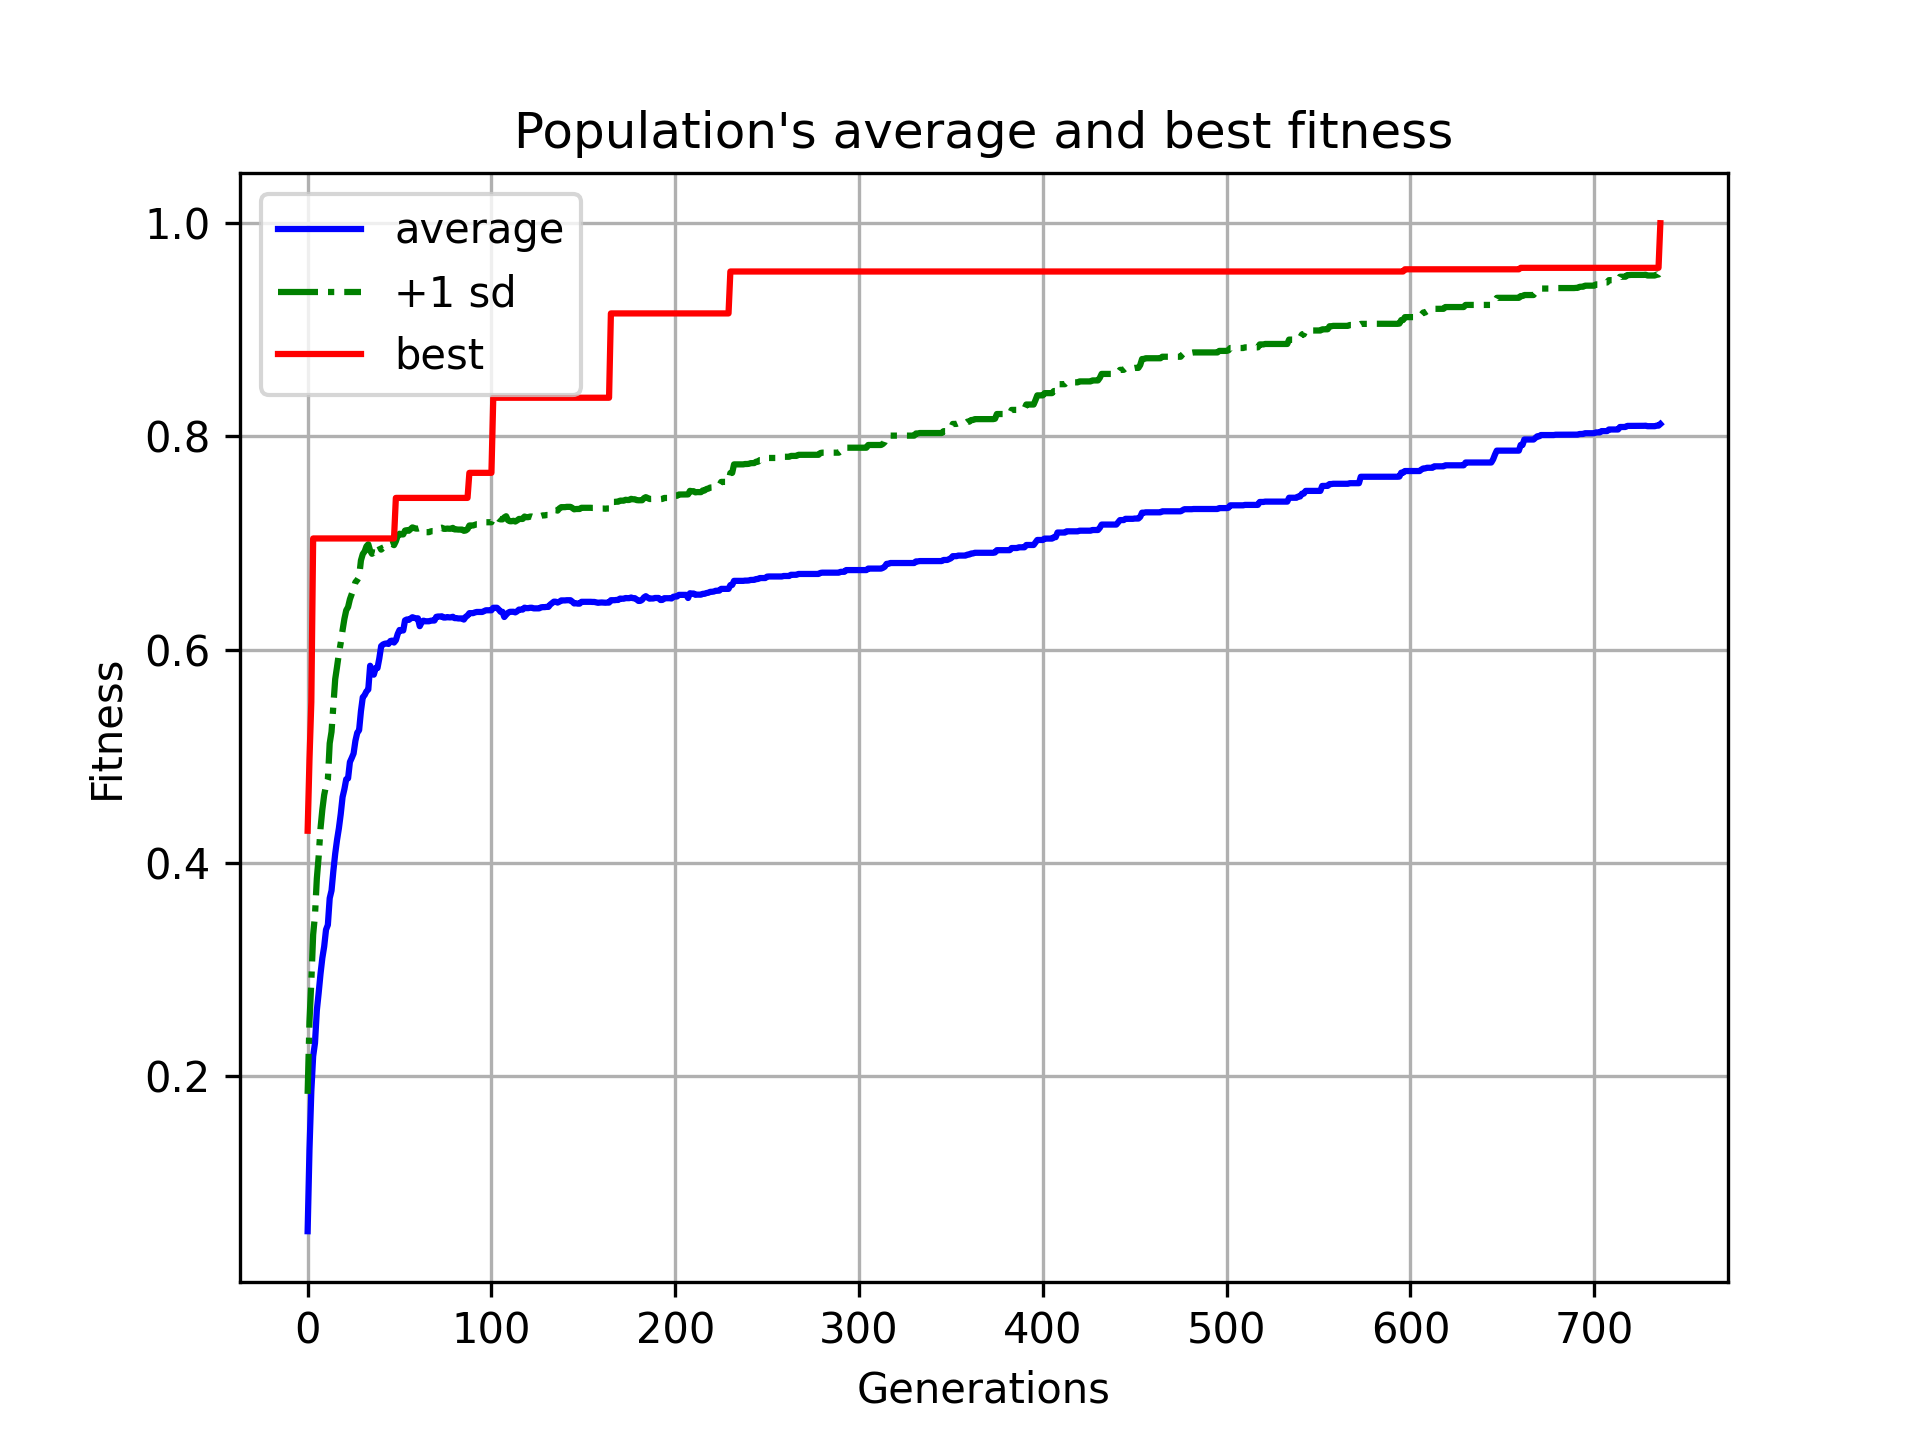 Population's average and best fitness
average
+1 sd
best
1.0
0.8
0.6
0.4
0.2
Fitness
0 100 200 300 400 500 600 700
Generations